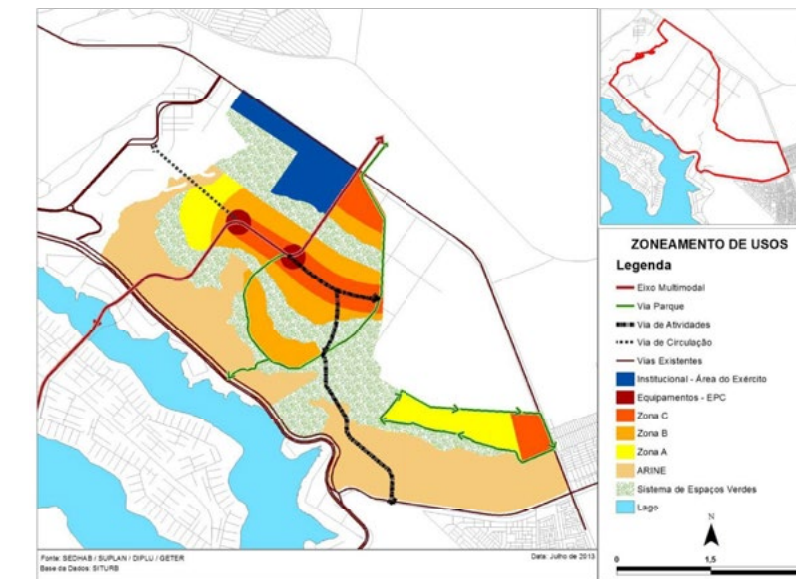 ZONEAMENTO DE USOS
Legenda
Eixo Multimodal
Via Parque
Via de Atividades
Via de Circulação
Vias Existentes
Institucional - Área do Exército
Equipamentos - EPC
Zona C
Zona B
Zona A
ARINE
Sistema de Espaços Verdes
Lago
N
0 1,5
Fonte: SEDHAB / SUPLAN / DIPLU / GETER
Data: Julho de 2013
Base de Dados: SITURB